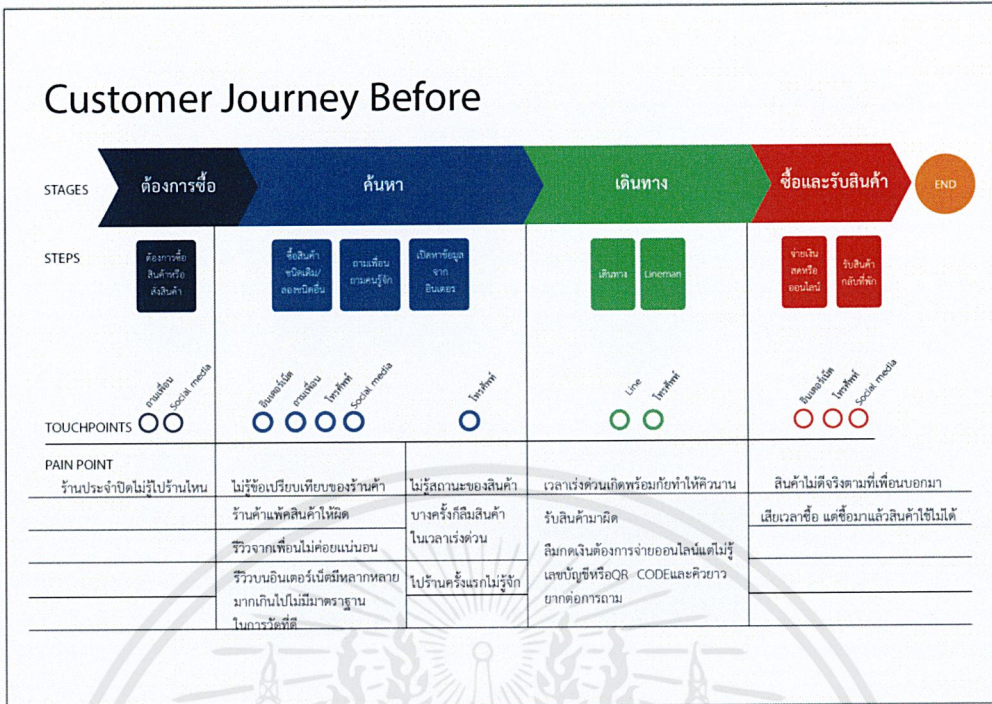 Customer Journey Before
STAGES
ต้องการซื้อ
ค้นหา
เดินทาง
ซื้อและรับสินค้า
END
STEPS
ต้องการซื้อ
สินค้าหรือ
สั่งสินค้า
ซื้อสินค้า
ชนิดเดิม/
ลองชนิดอื่น
ถามเพื่อน
ถามคนรู้จัก
เปิดหาข้อมูล
จาก
อินเตอร
เดินทาง
Lineman
จ่ายเงิน
สดหรือ
ออนไลน์
รับสินค้า
กลับที่พัก
TOUCHPOINTS
ถามเพื่อน
Social media
อินเตอร์เน็ต
ถามเพื่อน
โทรศัพท์
Social media
โทรศัพท์
Line
โทรศัพท์
อินเตอร์เน็ต
โทรศัพท์
Social media
PAIN POINT
ร้านประจำปิดไม่รู้ไปร้านไหน
ไม่รู้ข้อเปรียบเทียบของร้านค้า
ร้านค้าแพ้คสินค้าให้ผิด
รีวิวจากเพื่อนไม่ค่อยแน่นอน
รีวิวบนอินเตอร์เน็ตมีหลากหลาย
มากเกินไปไม่มีมาตราฐาน
ในการวัดที่ดี
ไม่รู้สถานะของสินค้า
บางครั้งก็ลืมสินค้า
ในเวลาเร่งด่วน
ไปร้านครั้งแรกไม่รู้จัก
เวลาเร่งด่วนเกิดพร้อมกัยทำให้คิวนาน
รับสินค้ามาผิด
ลืมกดเงินต้องการจ่ายออนไลน์แต่ไม่รู้
เลขบัญชีหรือQR CODEและคิวยาว
ยากต่อการถาม
สินค้าไม่ดีจริงตามที่เพื่อนบอกมา
เสียเวลาซื้อ แต่ซื้อมาแล้วสินค้าใช้ไม่ได้